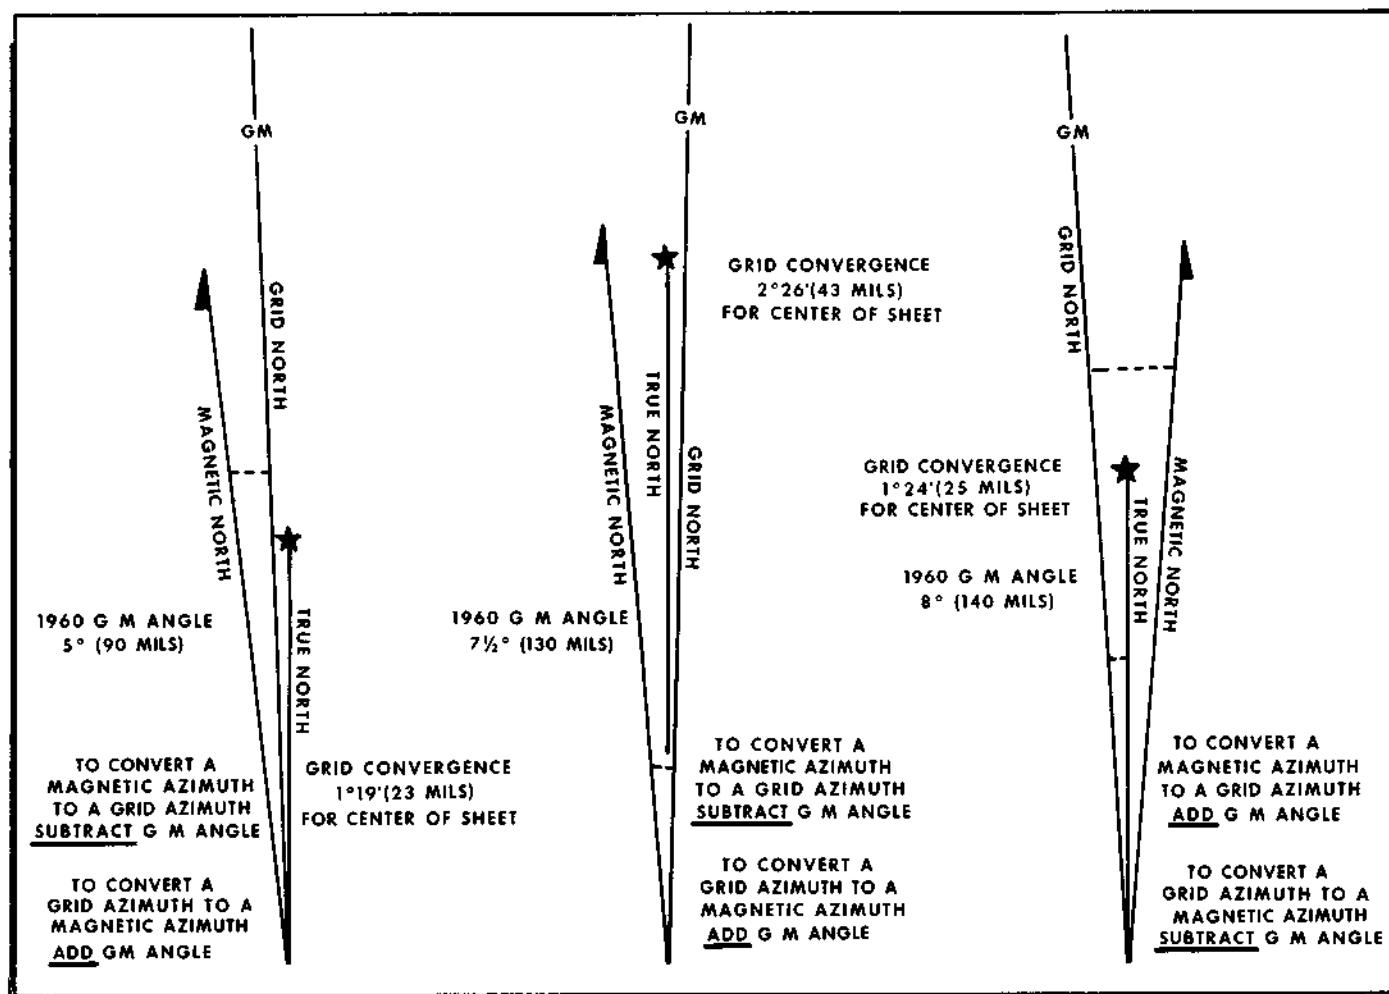 GM
GRID NORTH
MAGNETIC NORTH
TRUE NORTH
1960 G M ANGLE
5° (90 MILS)
GRID CONVERGENCE
1°19'(23 MILS)
FOR CENTER OF SHEET
TO CONVERT A
MAGNETIC AZIMUTH
TO A GRID AZIMUTH
SUBTRACT G M ANGLE
TO CONVERT A
GRID AZIMUTH TO A
MAGNETIC AZIMUTH
ADD GM ANGLE
GM
GRID CONVERGENCE
2°26'(43 MILS)
FOR CENTER OF SHEET
TRUE NORTH
MAGNETIC NORTH
GRID NORTH
1960 G M ANGLE
7½° (130 MILS)
TO CONVERT A
MAGNETIC AZIMUTH
TO A GRID AZIMUTH
SUBTRACT G M ANGLE
TO CONVERT A
GRID AZIMUTH TO A
MAGNETIC AZIMUTH
ADD G M ANGLE
GM
GRID NORTH
GRID CONVERGENCE
1°24'(25 MILS)
FOR CENTER OF SHEET
MAGNETIC NORTH
TRUE NORTH
1960 G M ANGLE
8° (140 MILS)
TO CONVERT A
MAGNETIC AZIMUTH
TO A GRID AZIMUTH
ADD G M ANGLE
TO CONVERT A
GRID AZIMUTH TO A
MAGNETIC AZIMUTH
SUBTRACT G M ANGLE